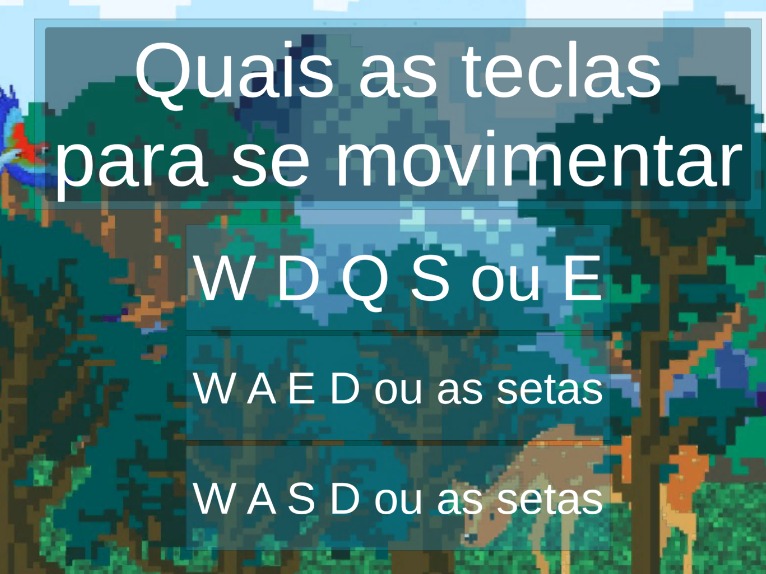 Quais as teclas
para se movimentar
W D Q S ou E
W A E D ou as setas
W A S D ou as setas